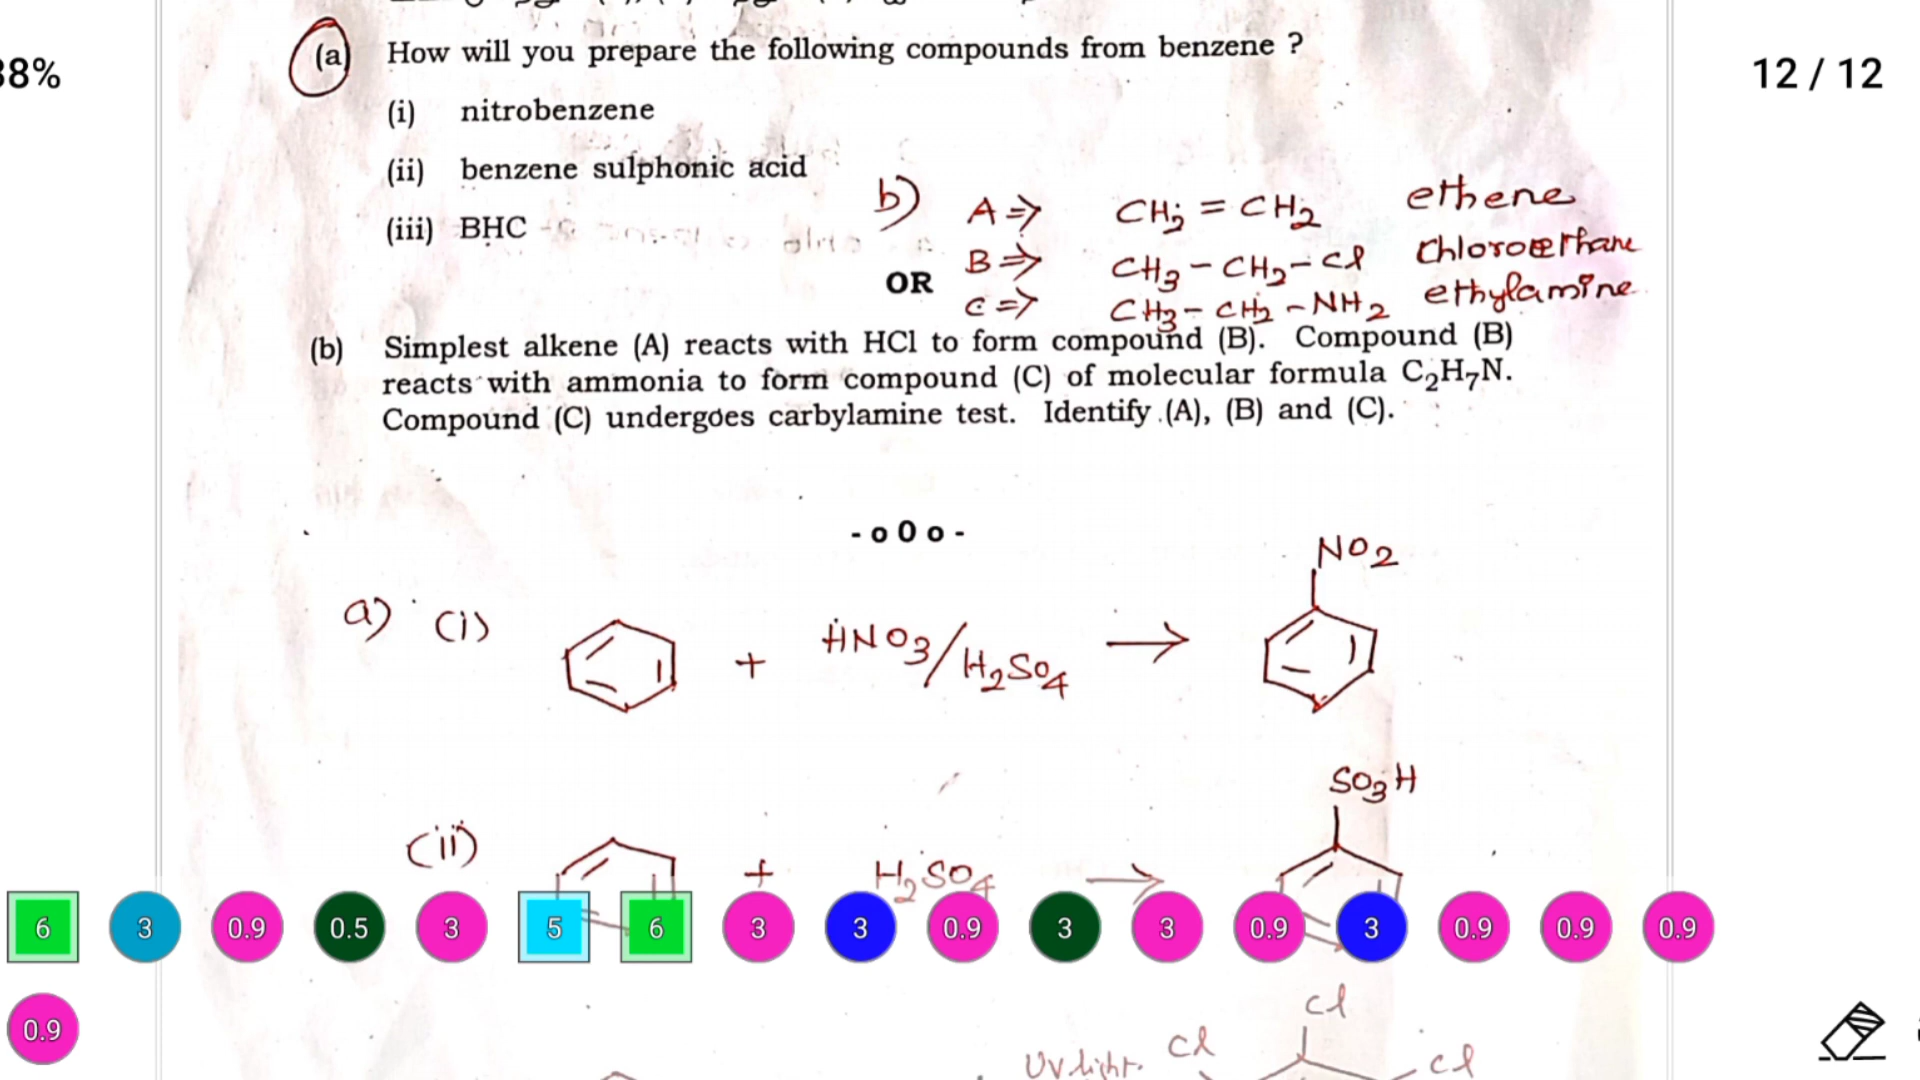 38%
12 / 12
(a) How will you prepare the following compounds from benzene ?
(i) nitrobenzene
(ii) benzene sulphonic acid
(iii) BHC
b) A ⇒ CH₂ = CH₂ ethene
B ⇒ CH₃ - CH₂ - Cl Chloroethane
OR
C ⇒ CH₃ - CH₂ - NH₂ ethylamine
(b) Simplest alkene (A) reacts with HCl to form compound (B). Compound (B)
reacts with ammonia to form compound (C) of molecular formula C₂H₇N.
Compound (C) undergoes carbylamine test. Identify (A), (B) and (C).
- o 0 o -
NO₂
a) (i) + HNO₃/H₂SO₄ →
SO₃H
(ii) + H₂SO₄ →
6 3 0.9 0.5 3 5 6 3 3 0.9 3 3 0.9 3 0.9 0.9 0.9
0.9
Cl
UV light Cl Cl